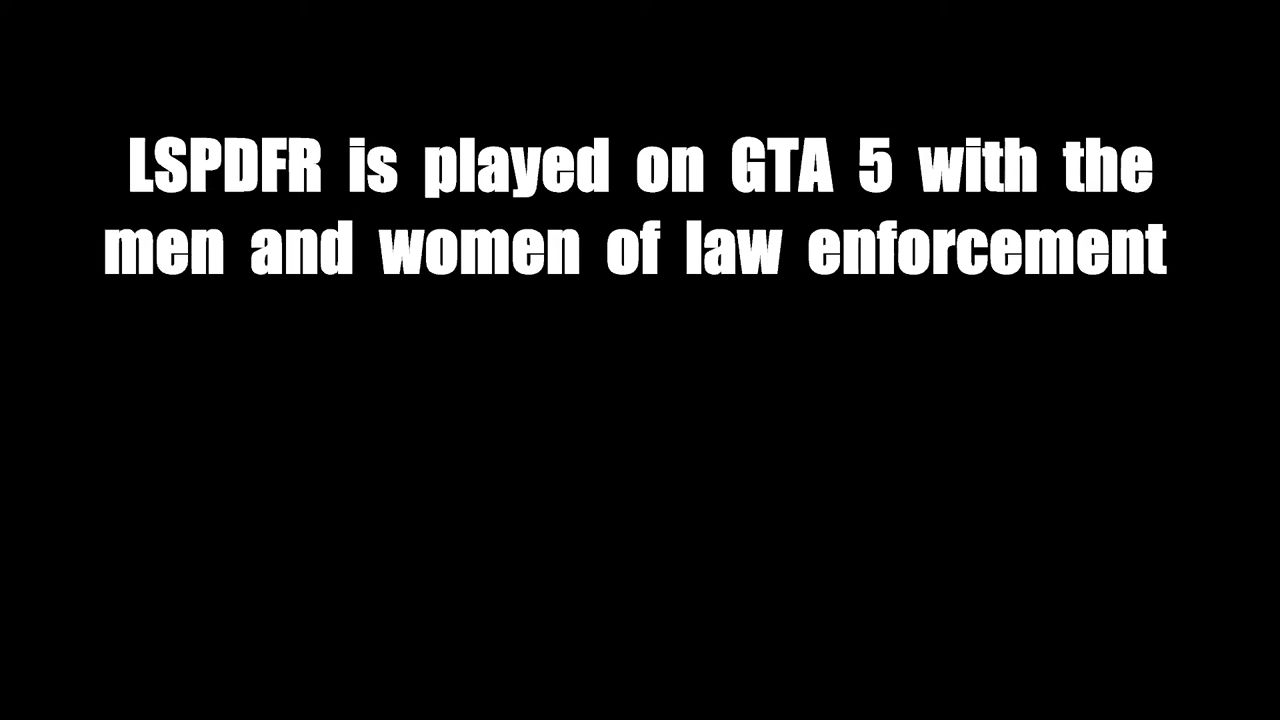 LSPDFR is played on GTA 5 with the
men and women of law enforcement